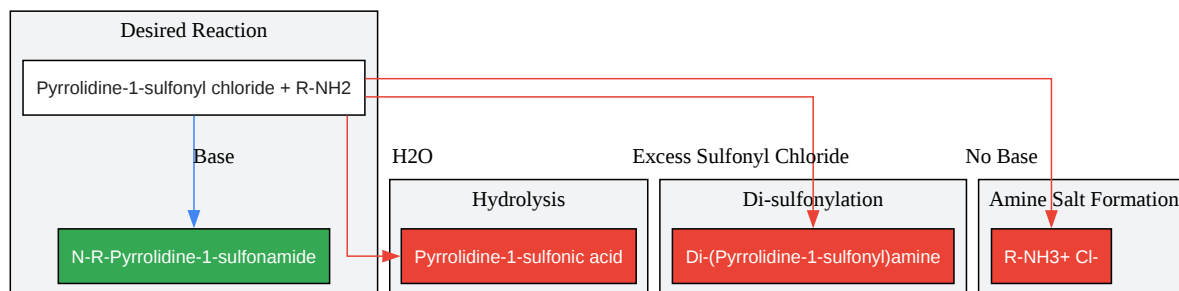 Desired Reaction
Pyrrolidine-1-sulfonyl chloride + R-NH2
Base
H2O
Excess Sulfonyl Chloride
No Base
Hydrolysis
Di-sulfonylation
Amine Salt Formation
N-R-Pyrrolidine-1-sulfonamide
Pyrrolidine-1-sulfonic acid
Di-(Pyrrolidine-1-sulfonyl)amine
R-NH3+ Cl-